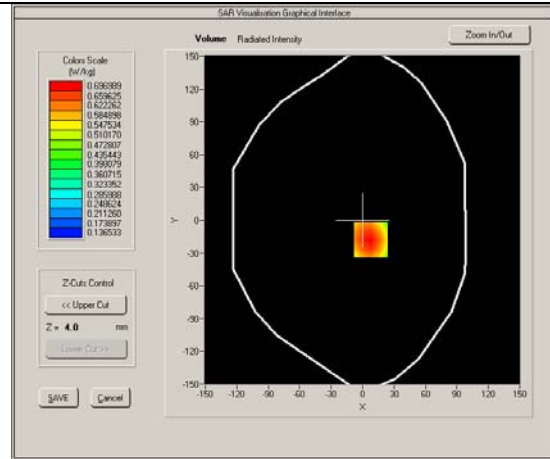 SAR Visualisation Graphical Interface
Volume Radiated Intensity
Zoom In/Out
Colors Scale
(W/kg)
0.696989
0.659625
0.622262
0.584898
0.547534
0.510170
0.472807
0.435443
0.398079
0.360715
0.323352
0.285988
0.248624
0.211260
0.173897
0.136533
Z-Cuts Control
<< Upper Cut
Z = 4.0 mm
SAVE
Cancel
150
120
90
60
30
0
-30
-60
-90
-120
-150
Y
-150 -120 -90 -60 -30 0 30 60 90 120 150
X